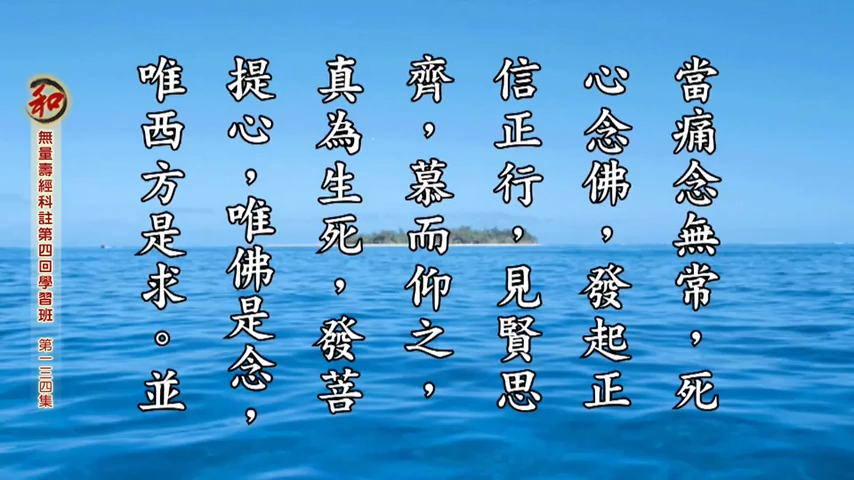 當痛念無常，死
心念佛，發起正
信正行，見賢思
齊，慕而仰之，
真為生死，發菩
提心，唯佛是念，
唯西方是求。並
和
無量壽經科註第四回學習班 第一三四集